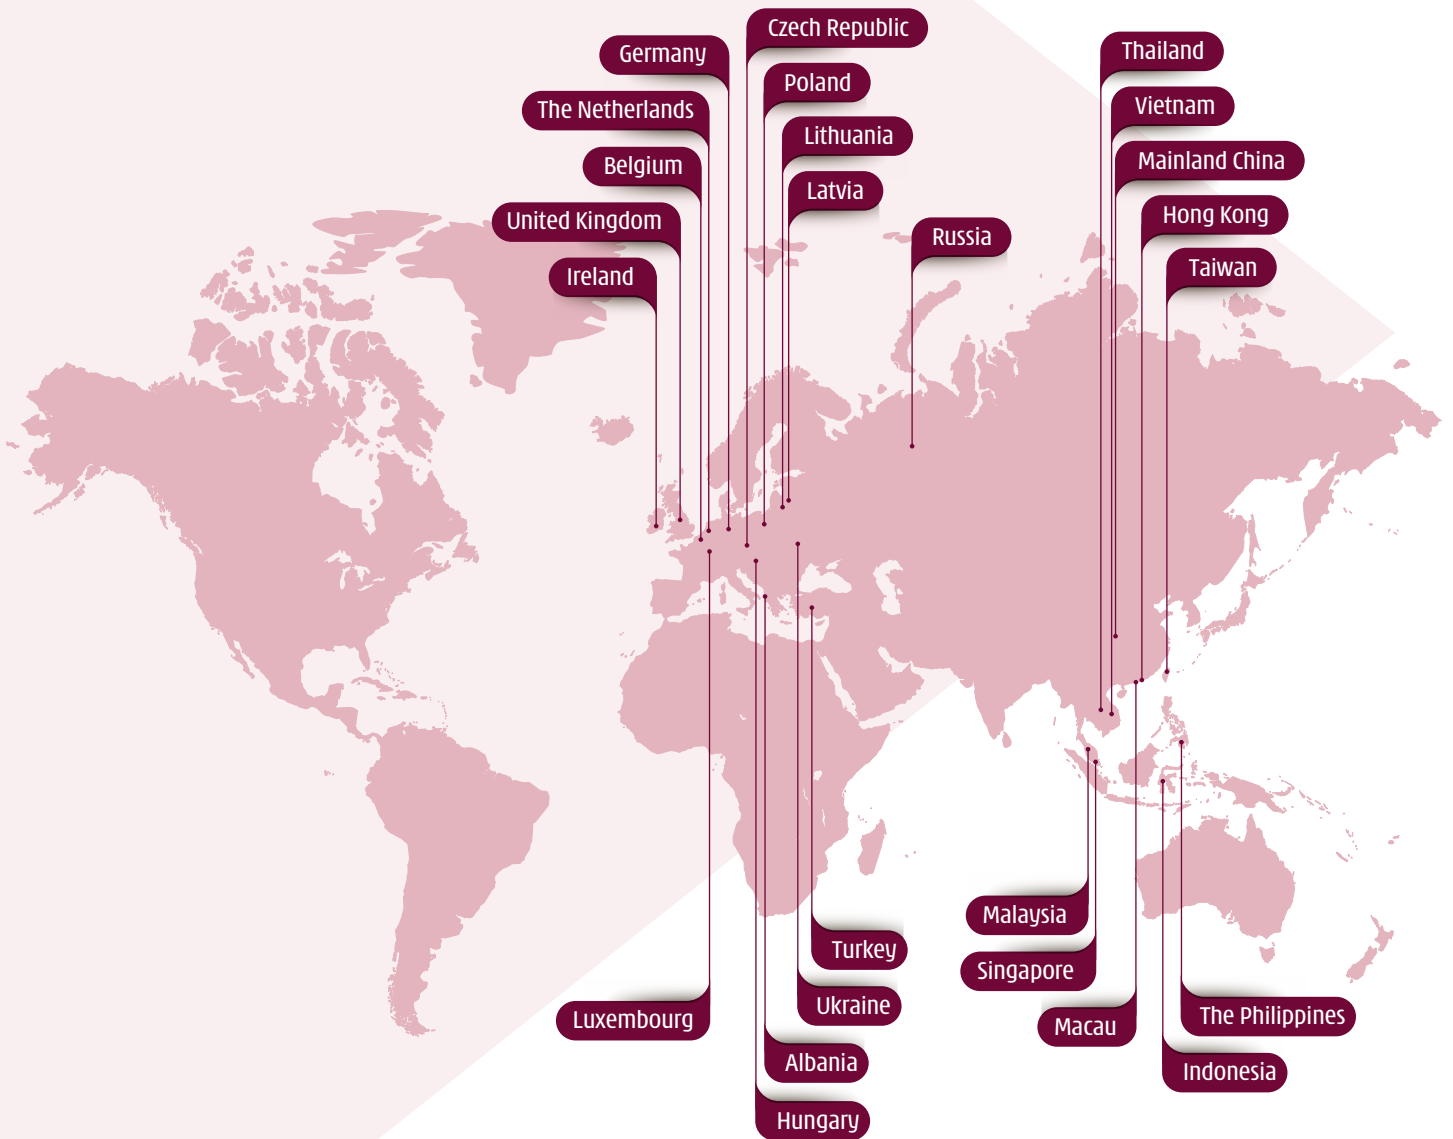 Czech Republic
Germany
Thailand
Poland
The Netherlands
Vietnam
Lithuania
Belgium
Mainland China
Latvia
United Kingdom
Hong Kong
Russia
Ireland
Taiwan
Malaysia
Turkey
Singapore
Ukraine
Luxembourg
The Philippines
Macau
Albania
Indonesia
Hungary